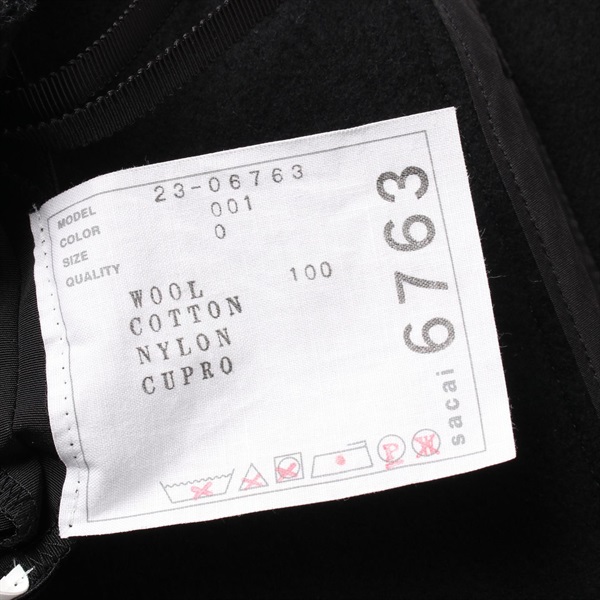 MODEL 23-06763
COLOR 001
SIZE 0
QUALITY
WOOL 100
COTTON
NYLON
CUPRO
sacai 6763
P
W